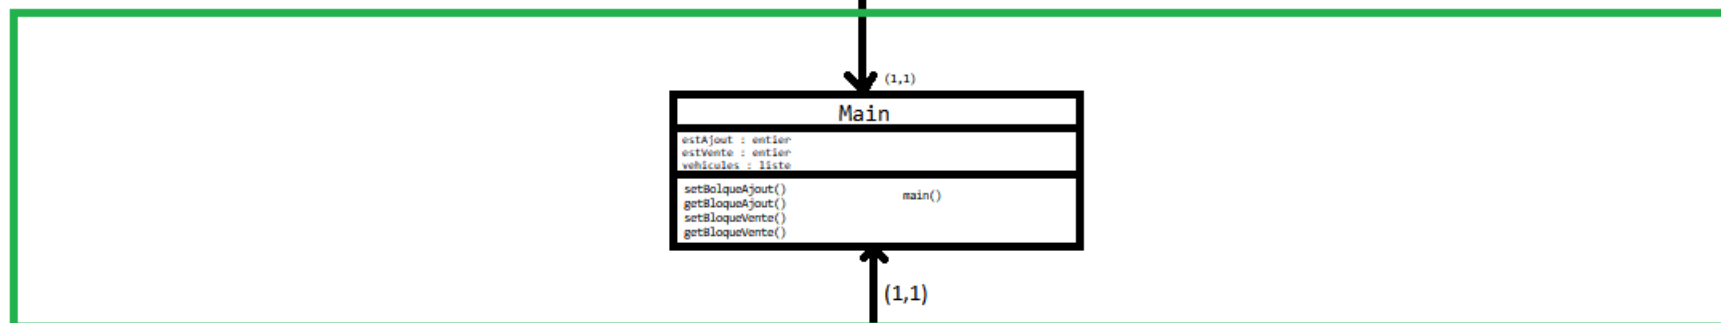 (1,1)
Main
estAjout : entier
estVente : entier
vehicules : liste
setBolqueAjout()
main()
getBloqueAjout()
setBloqueVente()
getBloqueVente()
(1,1)